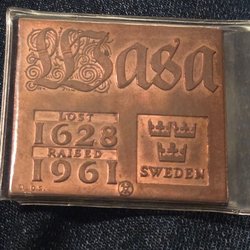 Wasa
LOST
1628
RAISED
1961
SWEDEN